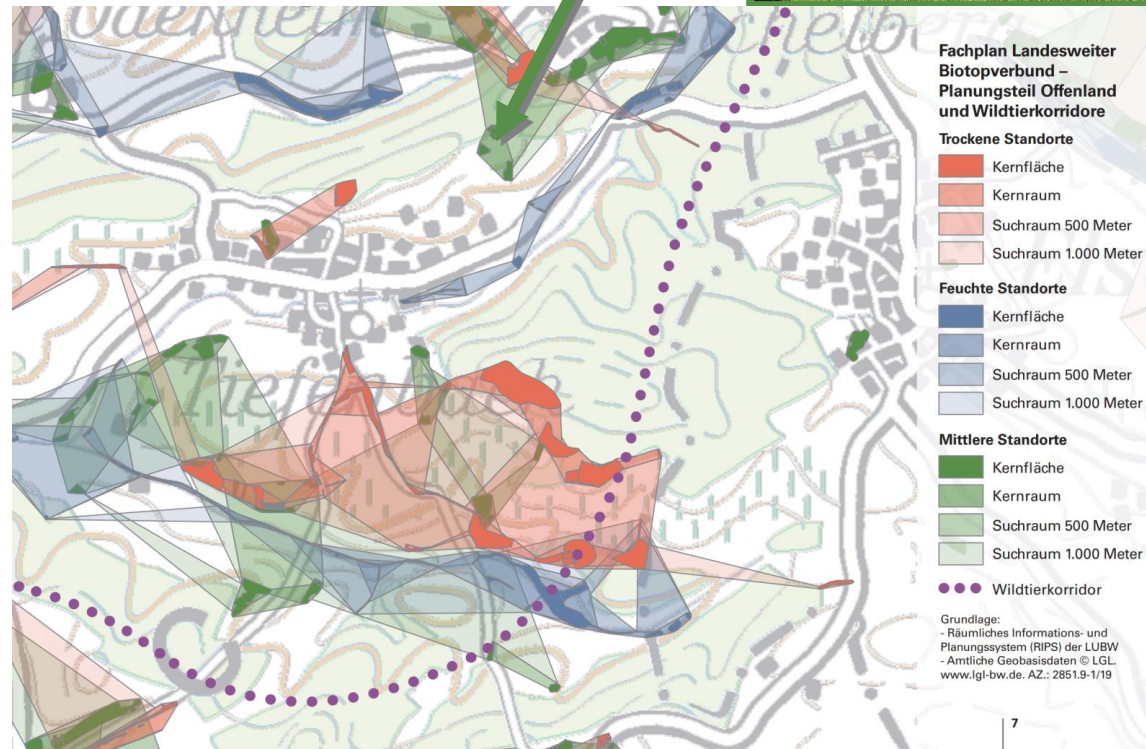 Fachplan Landesweiter
Biotopverbund –
Planungsteil Offenland
und Wildtierkorridore
Trockene Standorte
Kernfläche
Kernraum
Suchraum 500 Meter
Suchraum 1.000 Meter
Feuchte Standorte
Kernfläche
Kernraum
Suchraum 500 Meter
Suchraum 1.000 Meter
Mittlere Standorte
Kernfläche
Kernraum
Suchraum 500 Meter
Suchraum 1.000 Meter
Wildtierkorridor
Grundlage:
- Räumliches Informations- und
Planungssystem (RIPS) der LUBW
- Amtliche Geobasisdaten © LGL.
www.lgl-bw.de. AZ.: 2851.9-1/19
7